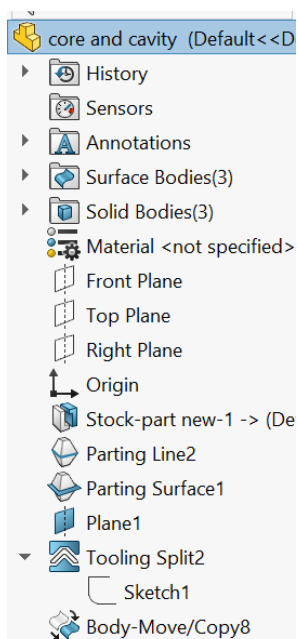 core and cavity (Default<<D
History
Sensors
Annotations
Surface Bodies(3)
Solid Bodies(3)
Material <not specified>
Front Plane
Top Plane
Right Plane
Origin
Stock-part new-1 -> (De
Parting Line2
Parting Surface1
Plane1
Tooling Split2
Sketch1
Body-Move/Copy8